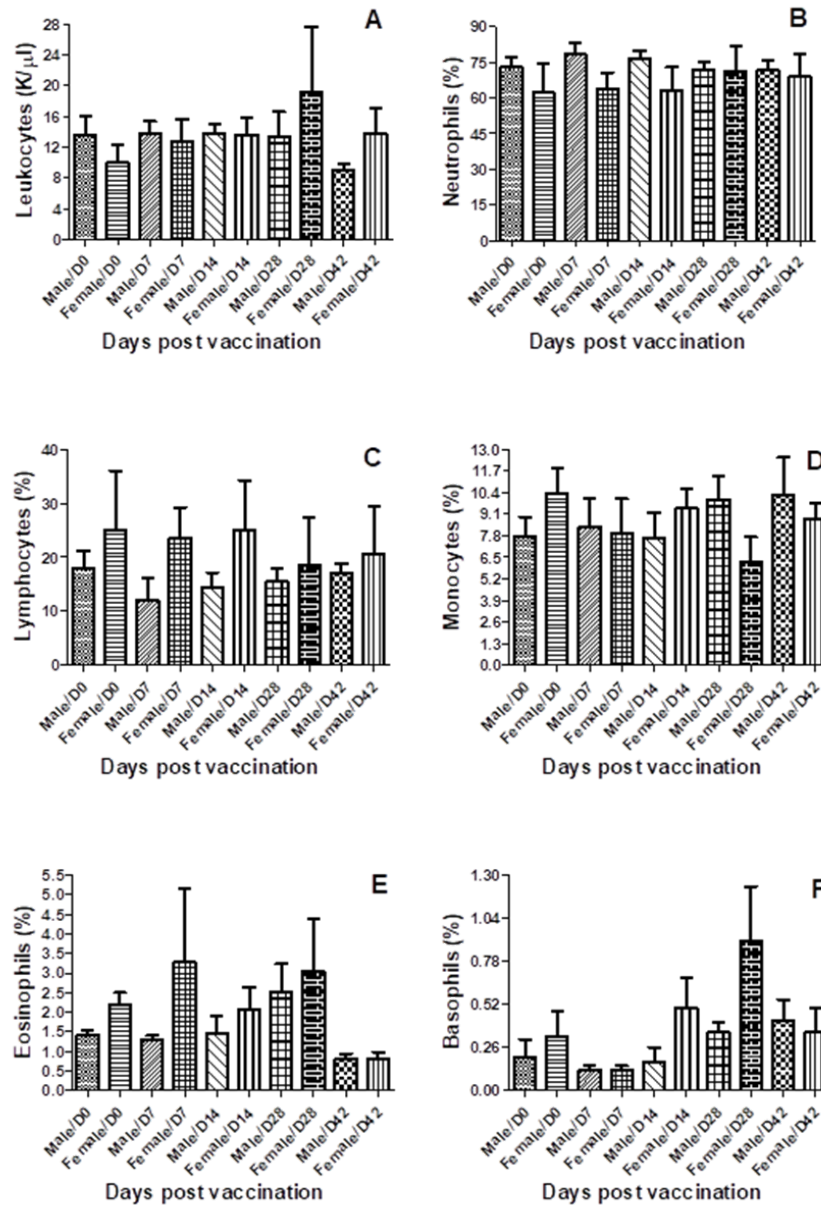 A
Leukocytes (K/µl)
28
24
20
16
12
8
4
0
Male/D0
Female/D0
Male/D7
Female/D7
Male/D14
Female/D14
Male/D28
Female/D28
Male/D42
Female/D42
Days post vaccination
B
Neutrophils (%)
90
75
60
45
30
15
0
Male/D0
Female/D0
Male/D7
Female/D7
Male/D14
Female/D14
Male/D28
Female/D28
Male/D42
Female/D42
Days post vaccination
C
Lymphocytes (%)
40
30
20
10
0
Male/D0
Female/D0
Male/D7
Female/D7
Male/D14
Female/D14
Male/D28
Female/D28
Male/D42
Female/D42
Days post vaccination
D
Monocytes (%)
13.0
11.7
10.4
9.1
7.8
6.5
5.2
3.9
2.6
1.3
0.0
Male/D0
Female/D0
Male/D7
Female/D7
Male/D14
Female/D14
Male/D28
Female/D28
Male/D42
Female/D42
Days post vaccination
E
Eosinophils (%)
5.5
5.0
4.5
4.0
3.5
3.0
2.5
2.0
1.5
1.0
0.5
0.0
Male/D0
Female/D0
Male/D7
Female/D7
Male/D14
Female/D14
Male/D28
Female/D28
Male/D42
Female/D42
Days post vaccination
F
Basophils (%)
1.30
1.04
0.78
0.52
0.26
0.00
Male/D0
Female/D0
Male/D7
Female/D7
Male/D14
Female/D14
Male/D28
Female/D28
Male/D42
Female/D42
Days post vaccination